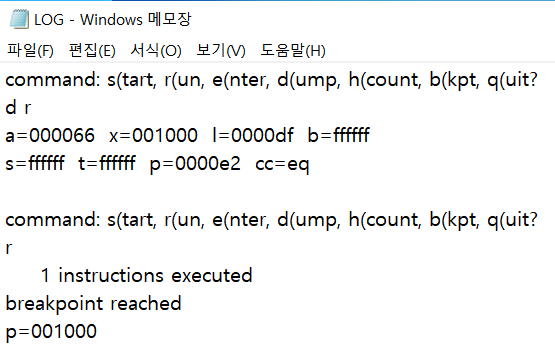 LOG - Windows 메모장
파일(F) 편집(E) 서식(O) 보기(V) 도움말(H)
command: s(tart, r(un, e(nter, d(ump, h(count, b(kpt, q(uit?
d r
a=000066 x=001000 l=0000df b=ffffff
s=ffffff t=ffffff p=0000e2 cc=eq
command: s(tart, r(un, e(nter, d(ump, h(count, b(kpt, q(uit?
r
1 instructions executed
breakpoint reached
p=001000